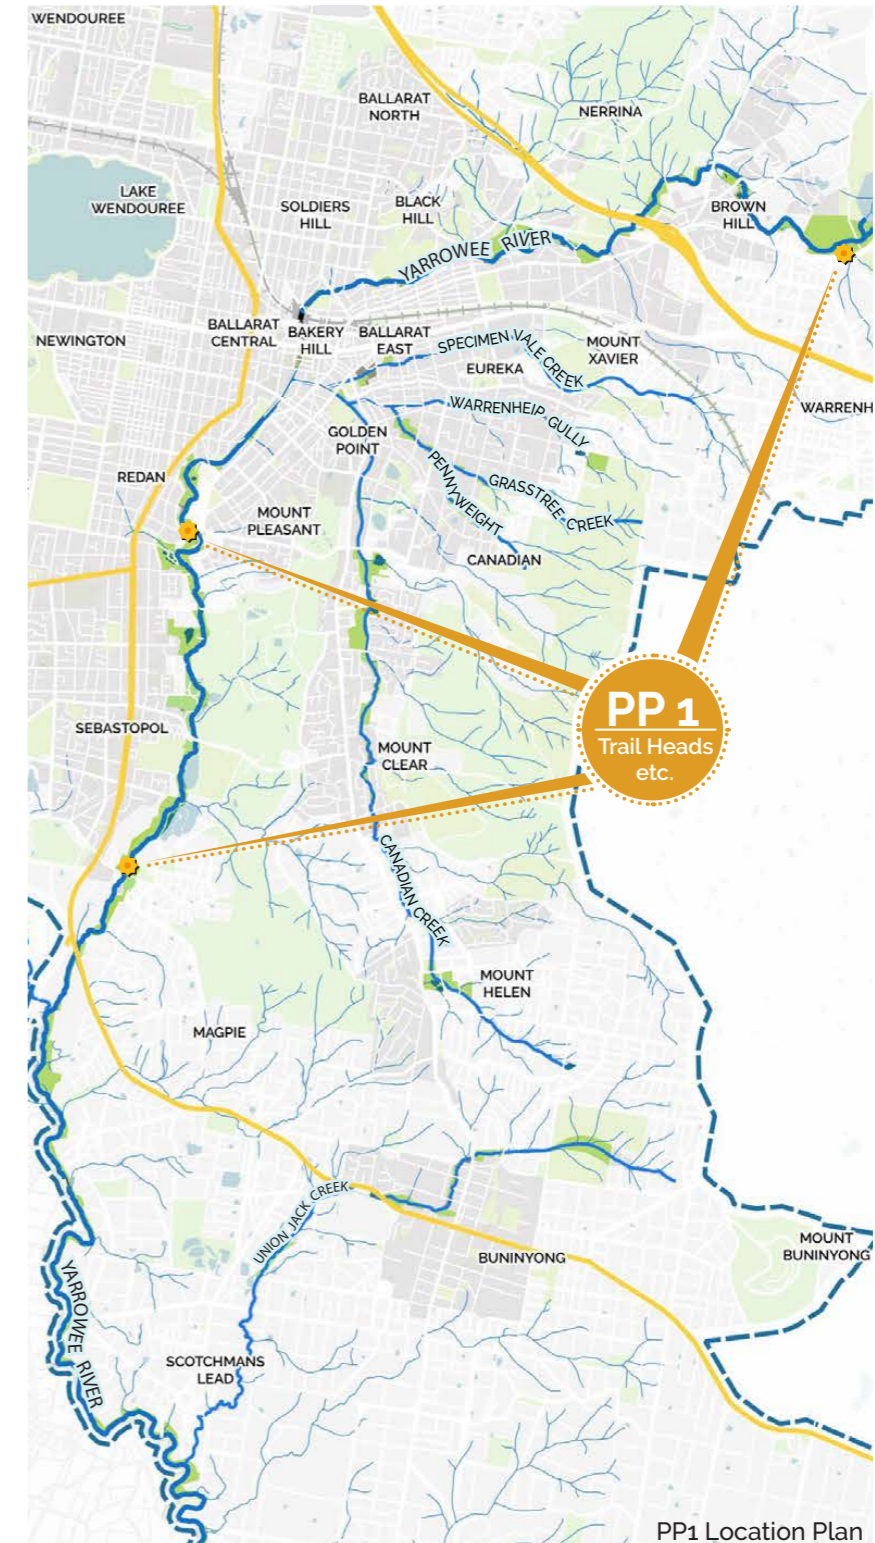 WENDOUREE
BALLARAT
NORTH
NERRINA
LAKE
WENDOUREE
SOLDIERS
HILL
BLACK
HILL
BROWN
HILL
YARROWEE RIVER
NEWINGTON
BALLARAT
CENTRAL
BAKERY
HILL
BALLARAT
EAST
SPECIMEN VALE CREEK
MOUNT
XAVIER
EUREKA
WARRENHEIP GULLY
WARRENH
GOLDEN
POINT
REDAN
PENNYWEIGHT
GRASSTREE CREEK
MOUNT
PLEASANT
CANADIAN
PP 1
Trail Heads
etc.
SEBASTOPOL
MOUNT
CLEAR
CANADIAN CREEK
MOUNT
HELEN
MAGPIE
UNION JACK CREEK
BUNINYONG
MOUNT
BUNINYONG
YARROWEE RIVER
SCOTCHMANS
LEAD
PP1 Location Plan